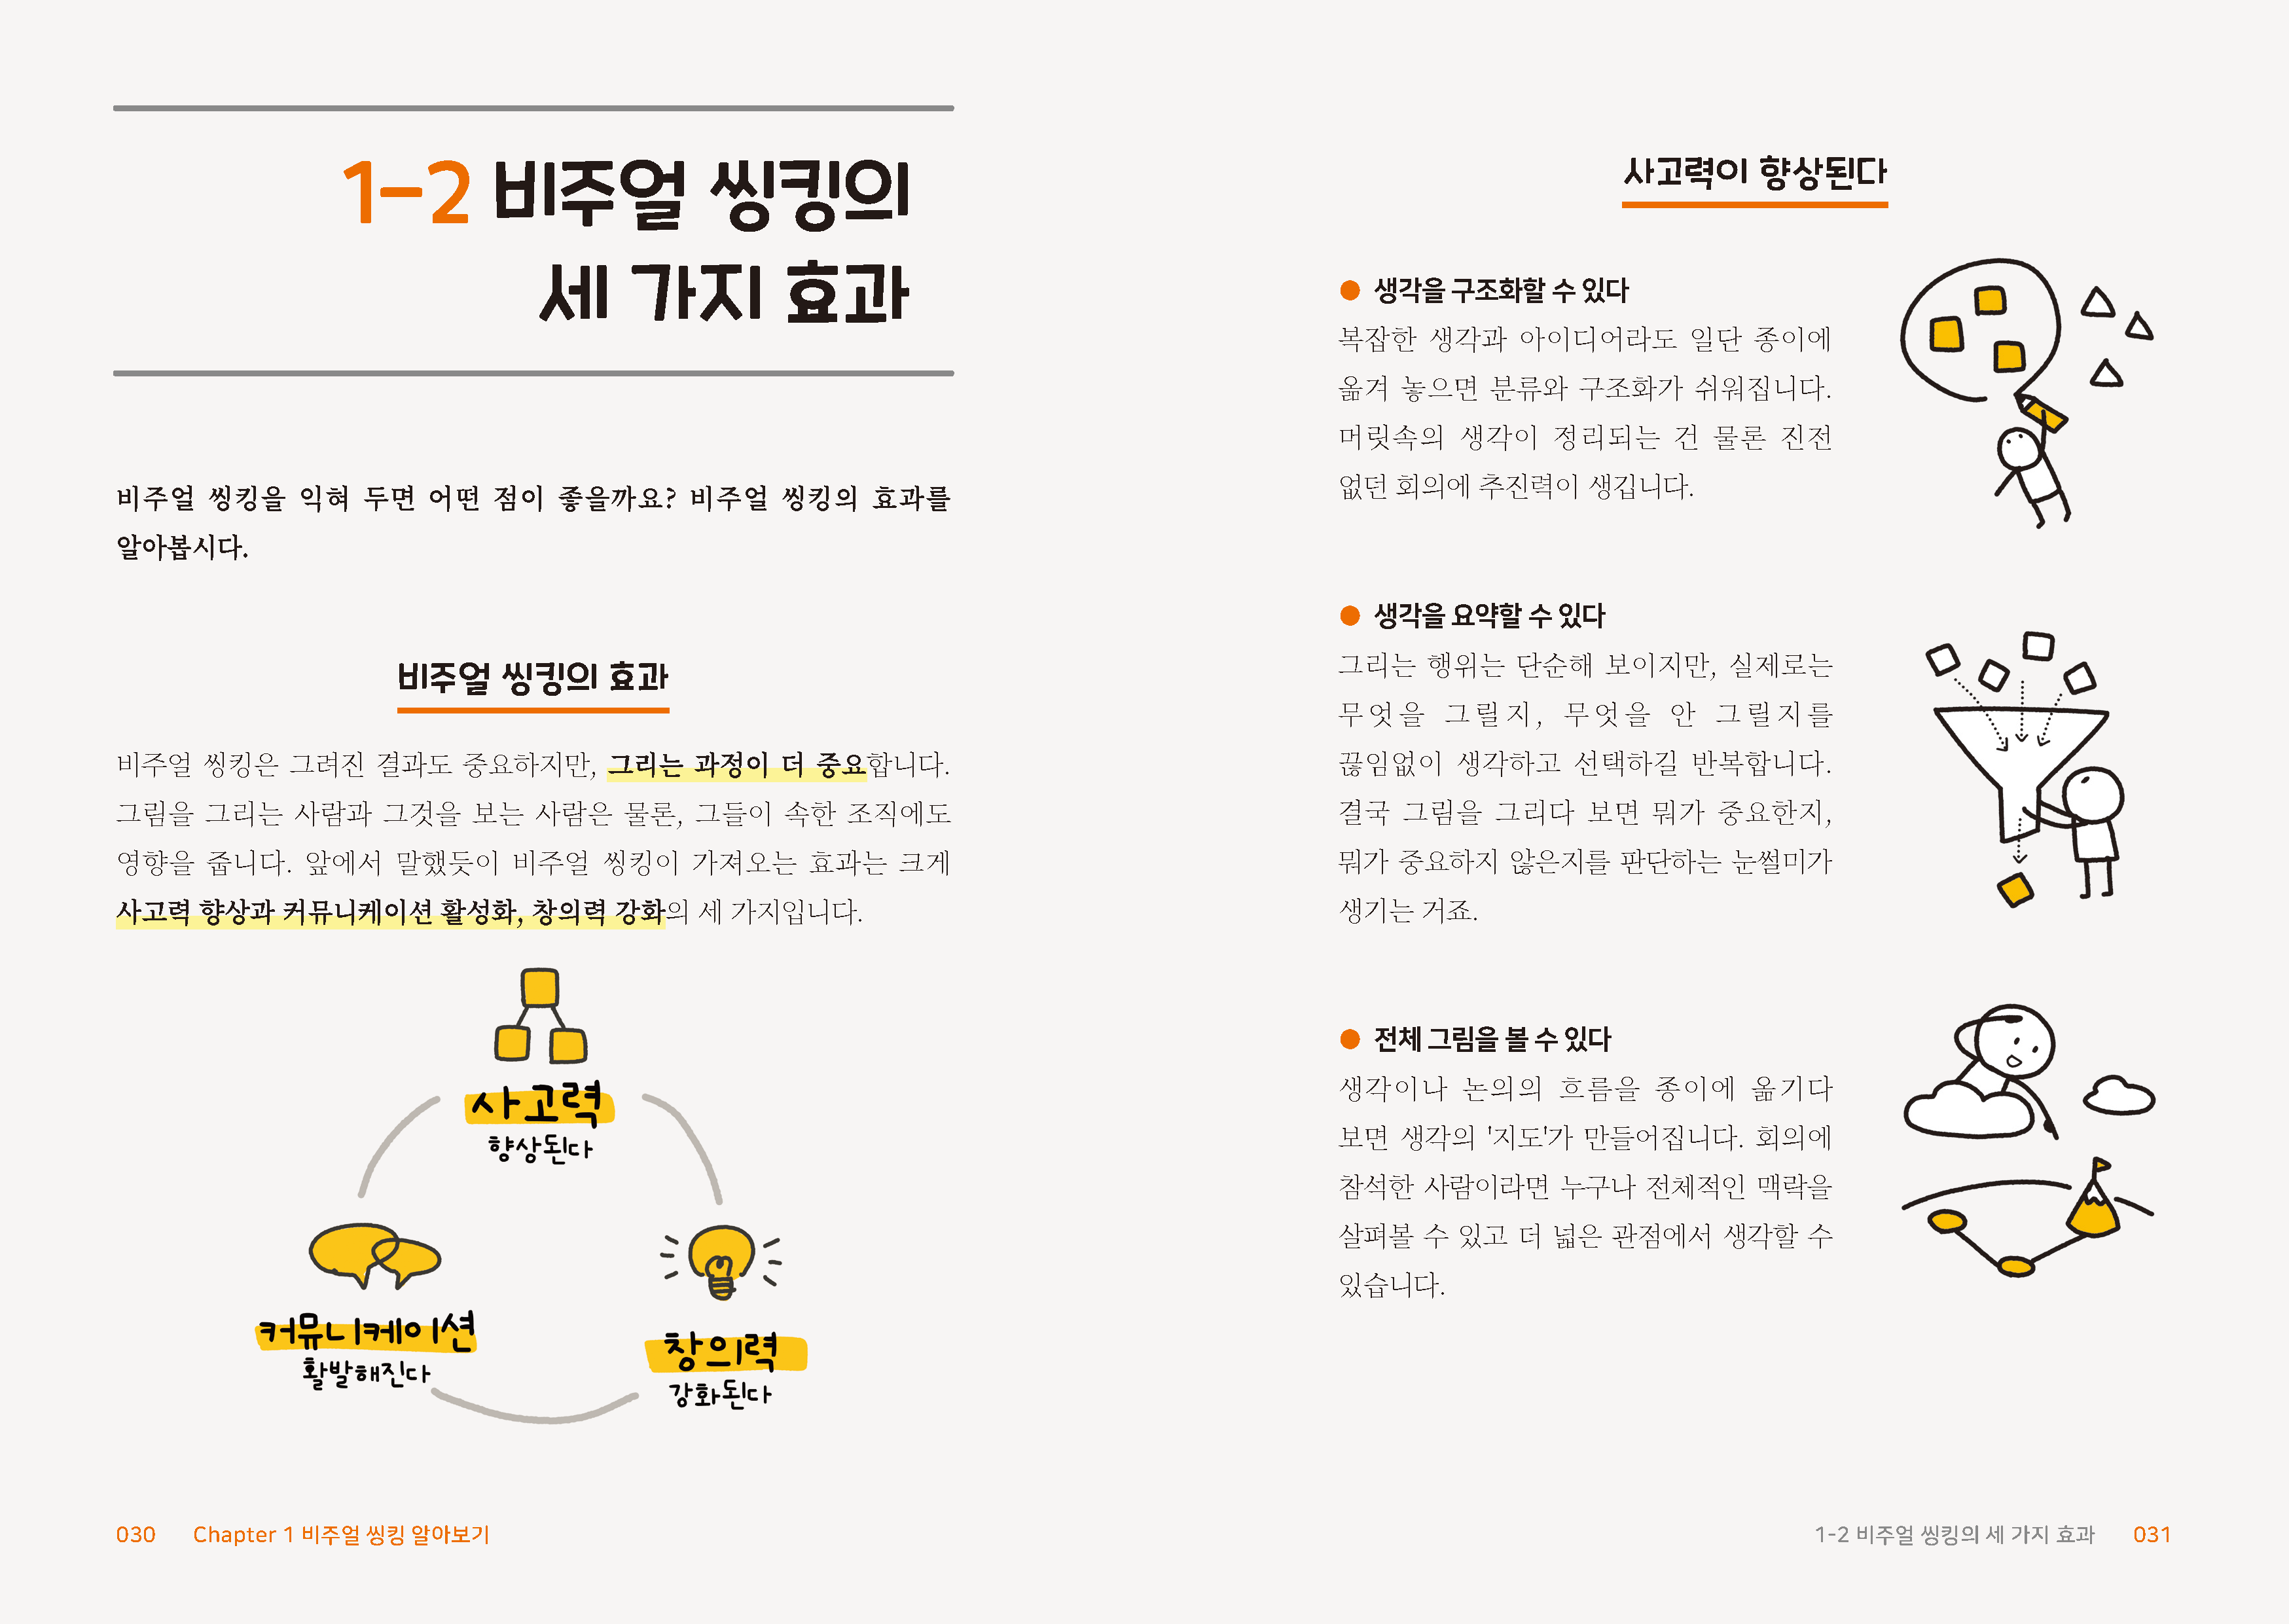 1-2 비주얼 씽킹의
세 가지 효과
비주얼 씽킹을 익혀 두면 어떤 점이 좋을까요? 비주얼 씽킹의 효과를
알아봅시다.
비주얼 씽킹의 효과
비주얼 씽킹은 그려진 결과도 중요하지만, 그리는 과정이 더 중요합니다.
그림을 그리는 사람과 그것을 보는 사람은 물론, 그들이 속한 조직에도
영향을 줍니다. 앞에서 말했듯이 비주얼 씽킹이 가져오는 효과는 크게
사고력 향상과 커뮤니케이션 활성화, 창의력 강화의 세 가지입니다.
사고력
향상된다
커뮤니케이션
활발해진다
창의력
강화된다
030 Chapter 1 비주얼 씽킹 알아보기
사고력이 향상된다
● 생각을 구조화할 수 있다
복잡한 생각과 아이디어라도 일단 종이에
옮겨 놓으면 분류와 구조화가 쉬워집니다.
머릿속의 생각이 정리되는 건 물론 진전
없던 회의에 추진력이 생깁니다.
● 생각을 요약할 수 있다
그리는 행위는 단순해 보이지만, 실제로는
무엇을 그릴지, 무엇을 안 그릴지를
끊임없이 생각하고 선택하길 반복합니다.
결국 그림을 그리다 보면 뭐가 중요한지,
뭐가 중요하지 않은지를 판단하는 눈썰미가
생기는 거죠.
● 전체 그림을 볼 수 있다
생각이나 논의의 흐름을 종이에 옮기다
보면 생각의 '지도'가 만들어집니다. 회의에
참석한 사람이라면 누구나 전체적인 맥락을
살펴볼 수 있고 더 넓은 관점에서 생각할 수
있습니다.
1-2 비주얼 씽킹의 세 가지 효과 031